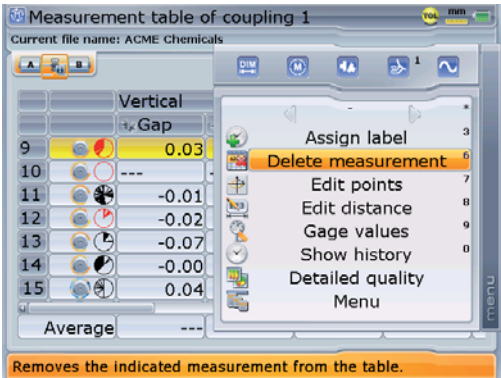 Measurement table of coupling 1
TOL mm
Current file name: ACME Chemicals
A B
DIM M 1
Vertical
Gap
- *
Assign label 3
Delete measurement 6
Edit points 7
Edit distance 8
Gage values 9
Show history 0
Detailed quality
Menu
menu
9 0.03
10 ---
11 -0.01
12 -0.02
13 -0.07
14 -0.00
15 0.04
Average ---
Removes the indicated measurement from the table.